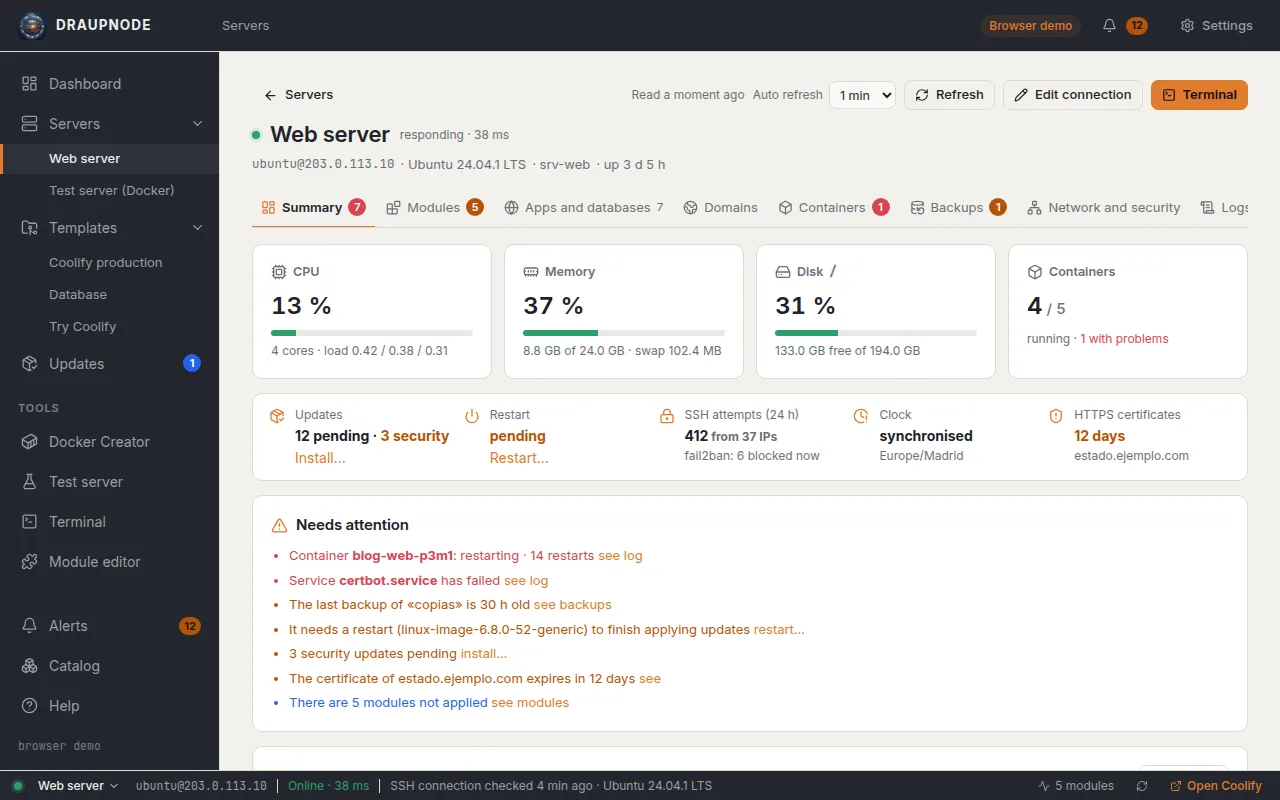 DRAUPNODE
Servers
Browser demo
12
Settings
Dashboard
Servers
Web server
Test server (Docker)
Templates
Coolify production
Database
Try Coolify
Updates 1
TOOLS
Docker Creator
Test server
Terminal
Module editor
Alerts 12
Catalog
Help
browser demo
Servers
Read a moment ago Auto refresh 1 min Refresh Edit connection Terminal
Web server responding · 38 ms
ubuntu@203.0.113.10 · Ubuntu 24.04.1 LTS · srv-web · up 3 d 5 h
Summary 7 Modules 5 Apps and databases 7 Domains Containers 1 Backups 1 Network and security Logs
CPU
13 %
4 cores · load 0.42 / 0.38 / 0.31
Memory
37 %
8.8 GB of 24.0 GB · swap 102.4 MB
Disk /
31 %
133.0 GB free of 194.0 GB
Containers
4 / 5
running · 1 with problems
Updates
12 pending · 3 security
Install...
Restart
pending
Restart...
SSH attempts (24 h)
412 from 37 IPs
fail2ban: 6 blocked now
Clock
synchronised
Europe/Madrid
HTTPS certificates
12 days
estado.ejemplo.com
Needs attention
• Container blog-web-p3m1: restarting · 14 restarts see log
• Service certbot.service has failed see log
• The last backup of «copias» is 30 h old see backups
• It needs a restart (linux-image-6.8.0-52-generic) to finish applying updates restart...
• 3 security updates pending install...
• The certificate of estado.ejemplo.com expires in 12 days see
• There are 5 modules not applied see modules
Web server ubuntu@203.0.113.10 Online · 38 ms SSH connection checked 4 min ago · Ubuntu 24.04.1 LTS 5 modules Open Coolify